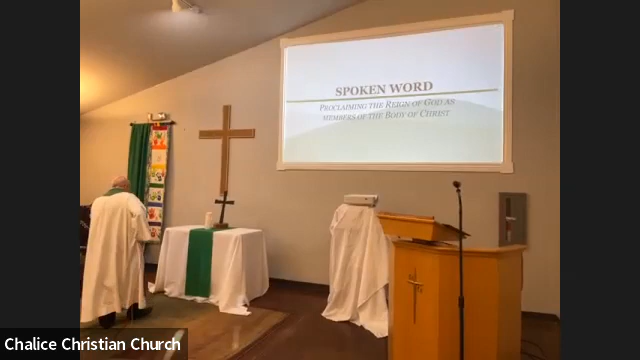 SPOKEN WORD
PROCLAIMING THE REIGN OF GOD AS
MEMBERS OF THE BODY OF CHRIST
Chalice Christian Church